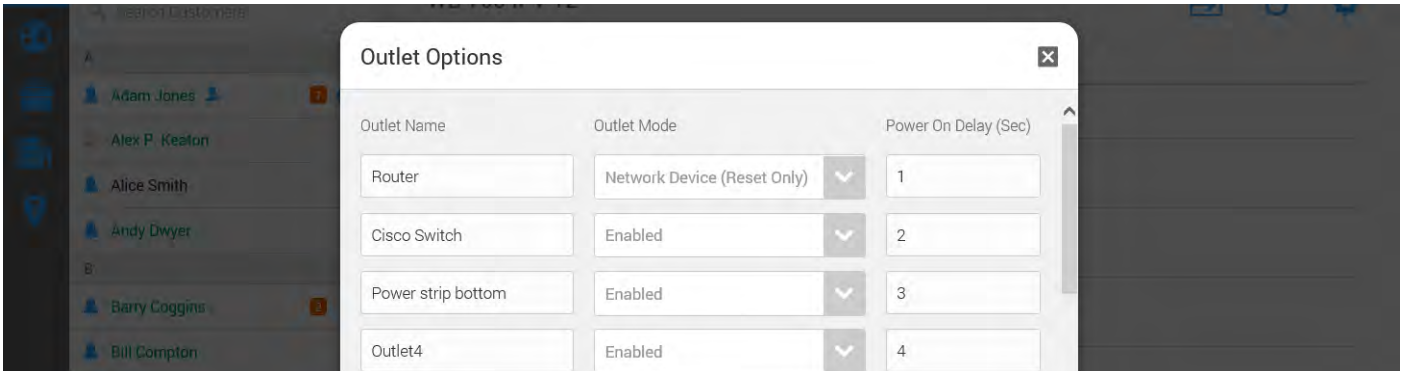 Search Customers
Outlet Options
A
Adam Jones
Alex P. Keaton
Alice Smith
Andy Dwyer
B
Barry Coggins
Bill Compton
Outlet Name Outlet Mode Power On Delay (Sec)
Router Network Device (Reset Only) 1
Cisco Switch Enabled 2
Power strip bottom Enabled 3
Outlet4 Enabled 4